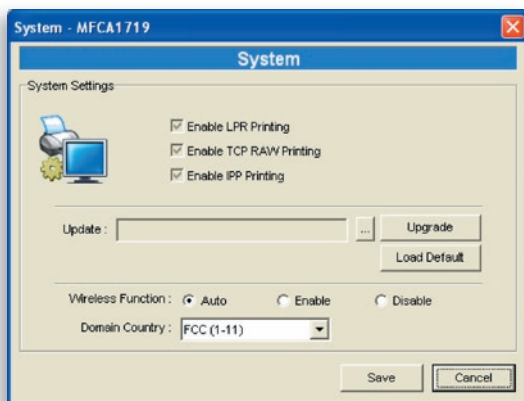 System - MFCA1719
System
System Settings
Enable LPR Printing
Enable TCP RAW Printing
Enable IPP Printing
Update :
... Upgrade
Load Default
Wireless Function : Auto Enable Disable
Domain Country : FCC (1-11)
Save Cancel